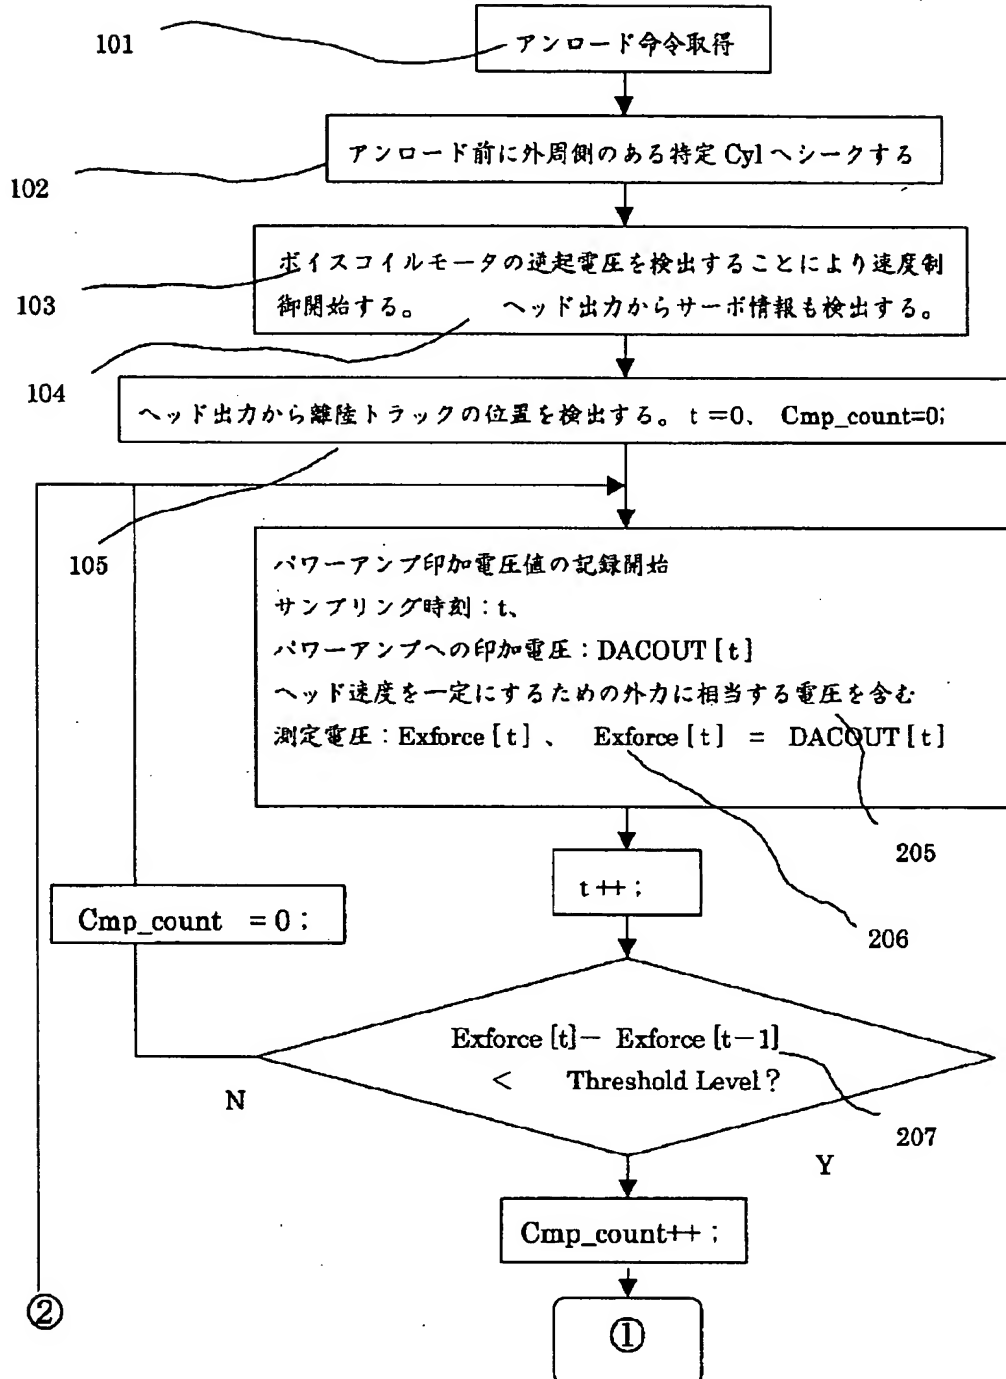 101
アンロード命令取得
アンロード前に外周側のある特定 Cyl へシークする
102
ボイスコイルモータの逆起電圧を検出することにより速度制
御開始する。 ヘッド出力からサーボ情報も検出する。
103
104
ヘッド出力から離陸トラックの位置を検出する。t=0、 Cmp_count=0;
105
パワーアンプ印加電圧値の記録開始
サンプリング時刻：t、
パワーアンプへの印加電圧：DACOUT [t]
ヘッド速度を一定にするための外力に相当する電圧を含む
測定電圧：Exforce [t] 、 Exforce [t] = DACOUT [t]
205
t++;
Cmp_count =0;
206
Exforce [t]－ Exforce [t－1]
< Threshold Level?
N
207
Y
Cmp_count++;
②
①